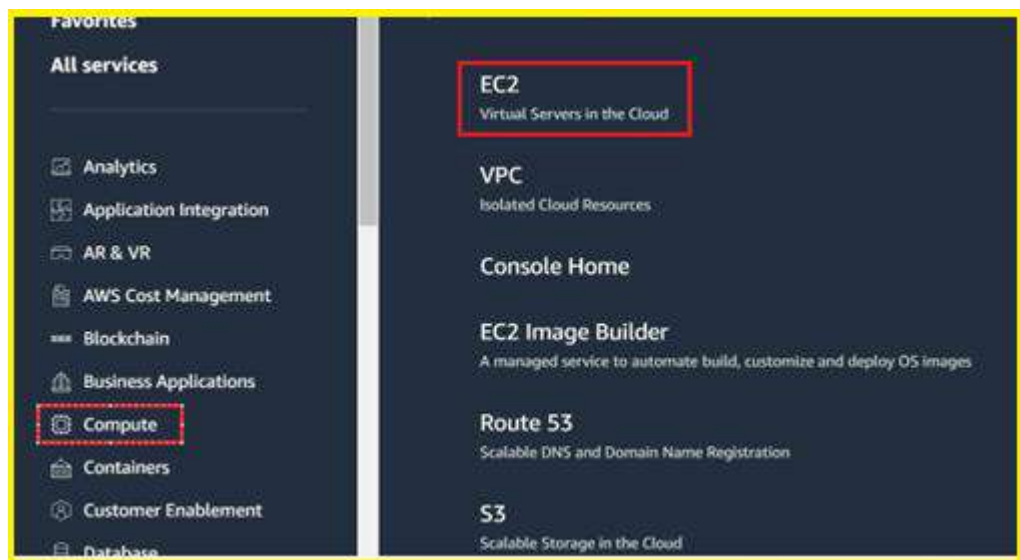 Favorites
All services
Analytics
Application Integration
AR & VR
AWS Cost Management
Blockchain
Business Applications
Compute
Containers
Customer Enablement
Database
EC2
Virtual Servers in the Cloud
VPC
Isolated Cloud Resources
Console Home
EC2 Image Builder
A managed service to automate build, customize and deploy OS images
Route 53
Scalable DNS and Domain Name Registration
S3
Scalable Storage in the Cloud